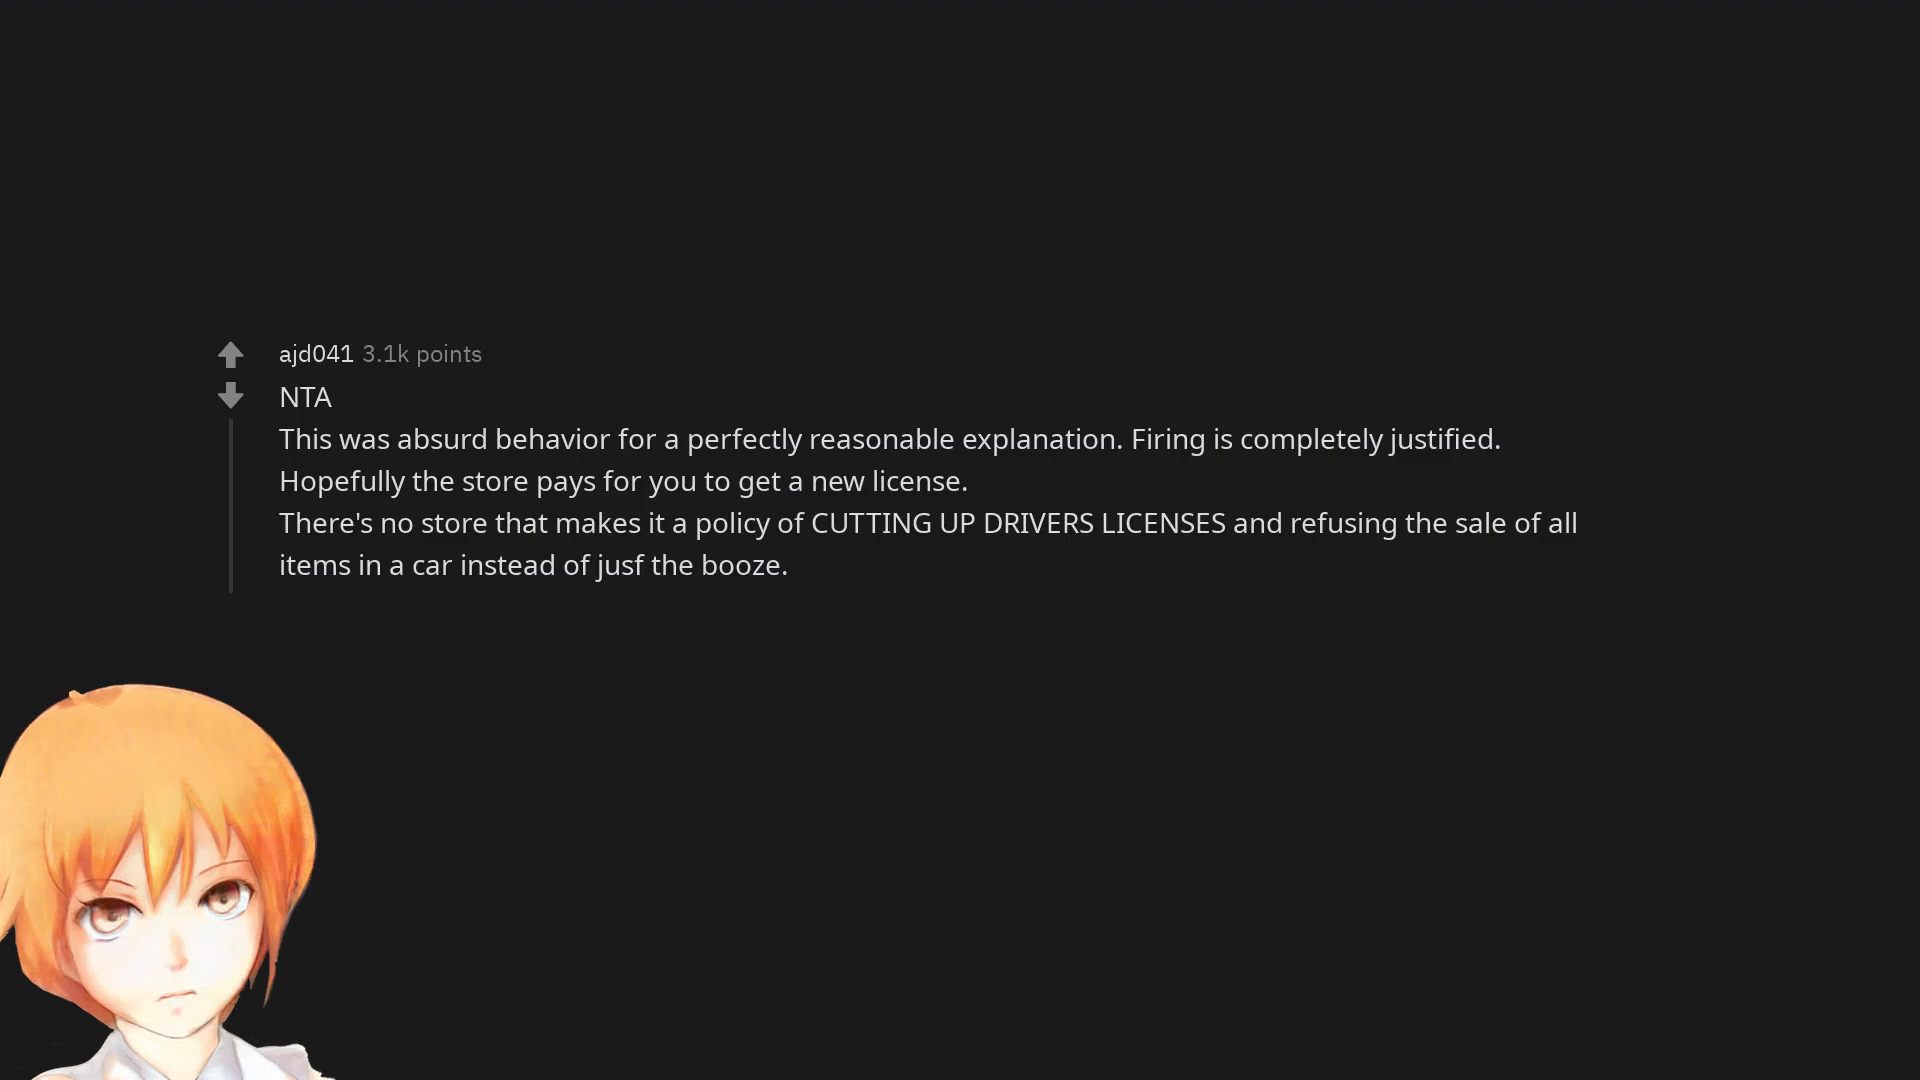 ajd041 3.1k points
NTA
This was absurd behavior for a perfectly reasonable explanation. Firing is completely justified.
Hopefully the store pays for you to get a new license.
There's no store that makes it a policy of CUTTING UP DRIVERS LICENSES and refusing the sale of all
items in a car instead of jusf the booze.